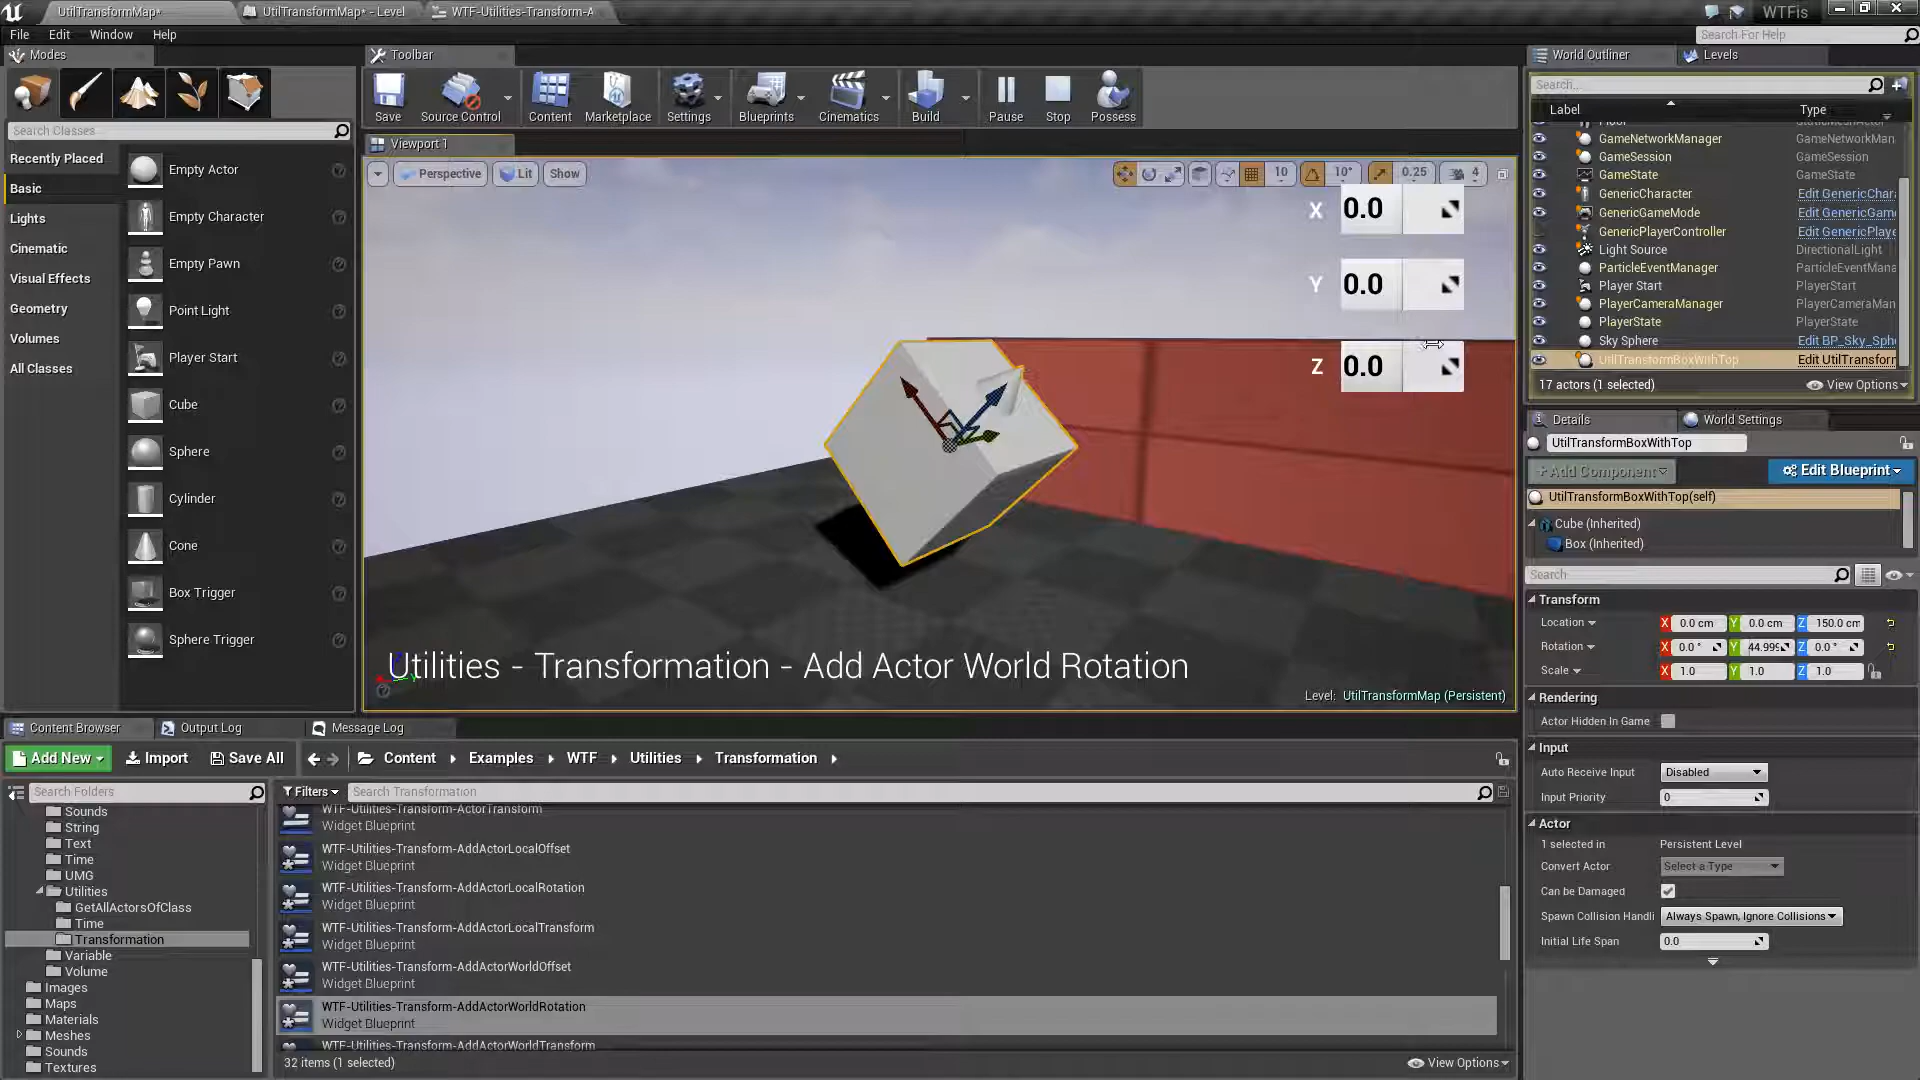 UtilTransformMap*
UtilTransformMap* - Level
WTF-Utilities-Transform-A
WTFis
File
Edit
Window
Help
Search For Help
Modes
Toolbar
World Outliner
Levels
Save
Source Control
Content
Marketplace
Settings
Blueprints
Cinematics
Build
Pause
Stop
Possess
Search Classes
Recently Placed
Basic
Lights
Cinematic
Visual Effects
Geometry
Volumes
All Classes
Empty Actor
Empty Character
Empty Pawn
Point Light
Player Start
Cube
Sphere
Cylinder
Cone
Box Trigger
Sphere Trigger
Viewport 1
Perspective
Lit
Show
10
10°
0.25
4
X 0.0
Y 0.0
Z 0.0
Utilities - Transformation - Add Actor World Rotation
Level: UtilTransformMap (Persistent)
Search...
Label Type
GameNetworkManager GameNetworkMan
GameSession GameSession
GameState GameState
GenericCharacter Edit GenericChar
GenericGameMode Edit GenericGam
GenericPlayerController Edit GenericPlaye
Light Source DirectionalLight
ParticleEventManager ParticleEventMana
Player Start PlayerStart
PlayerCameraManager PlayerCameraMan
PlayerState PlayerState
Sky Sphere Edit BP_Sky_Sph
UtilTransformBoxWithTop Edit UtilTransforn
17 actors (1 selected)
View Options
Details
World Settings
UtilTransformBoxWithTop
+Add Component
Edit Blueprint
UtilTransformBoxWithTop(self)
Cube (Inherited)
Box (Inherited)
Search
Transform
Location X 0.0 cm Y 0.0 cm Z 150.0 cm
Rotation X 0.0 ° Y 44.999 Z 0.0 °
Scale X 1.0 Y 1.0 Z 1.0
Rendering
Actor Hidden In Game
Input
Auto Receive Input Disabled
Input Priority 0
Actor
1 selected in Persistent Level
Convert Actor Select a Type
Can be Damaged
Spawn Collision Handli Always Spawn, Ignore Collisions
Initial Life Span 0.0
Content Browser
Output Log
Message Log
Add New
Import
Save All
Content
Examples
WTF
Utilities
Transformation
Search Folders
Filters
Search Transformation
Sounds
String
Text
Time
UMG
Utilities
GetAllActorsOfClass
Time
Transformation
Variable
Volume
Images
Maps
Materials
Meshes
Sounds
Textures
WTF-Utilities-Transform-ActorTransform
Widget Blueprint
WTF-Utilities-Transform-AddActorLocalOffset
Widget Blueprint
WTF-Utilities-Transform-AddActorLocalRotation
Widget Blueprint
WTF-Utilities-Transform-AddActorLocalTransform
Widget Blueprint
WTF-Utilities-Transform-AddActorWorldOffset
Widget Blueprint
WTF-Utilities-Transform-AddActorWorldRotation
Widget Blueprint
WTF-Utilities-Transform-AddActorWorldTransform
32 items (1 selected)
View Options